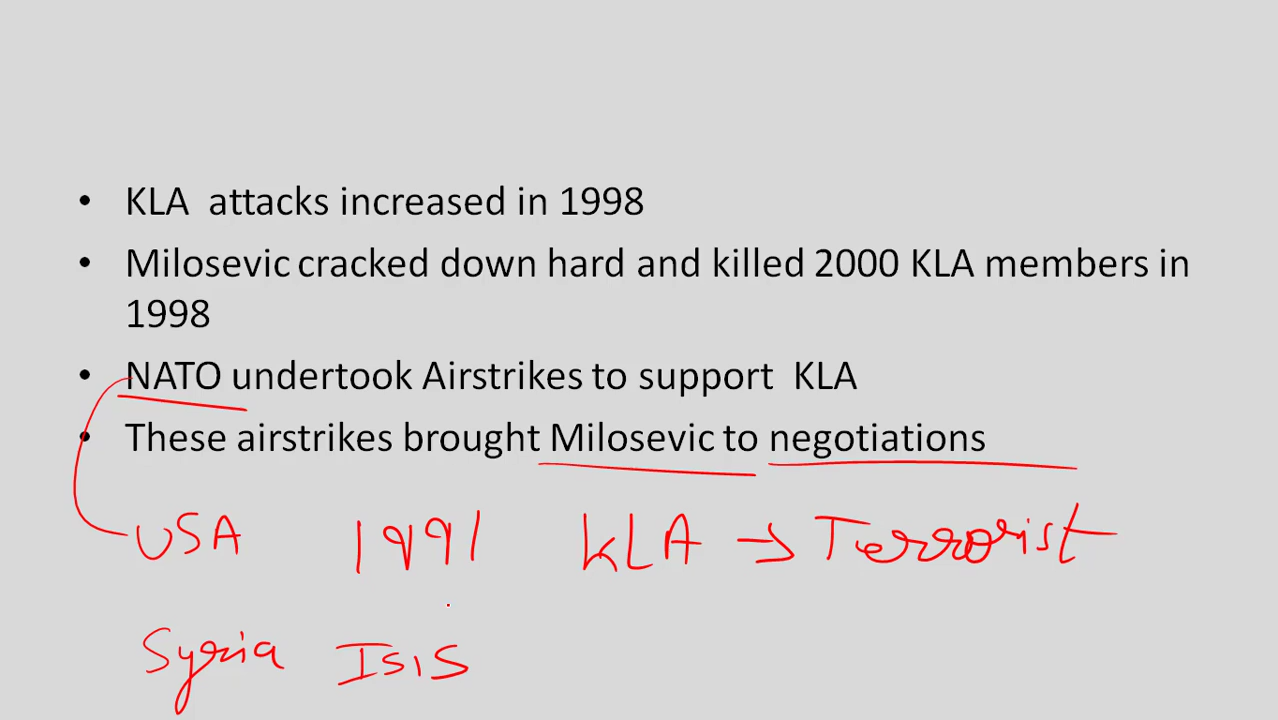 • KLA attacks increased in 1998
• Milosevic cracked down hard and killed 2000 KLA members in
1998
• NATO undertook Airstrikes to support KLA
• These airstrikes brought Milosevic to negotiations
USA 1991 KLA → Terrorist
Syria ISIS